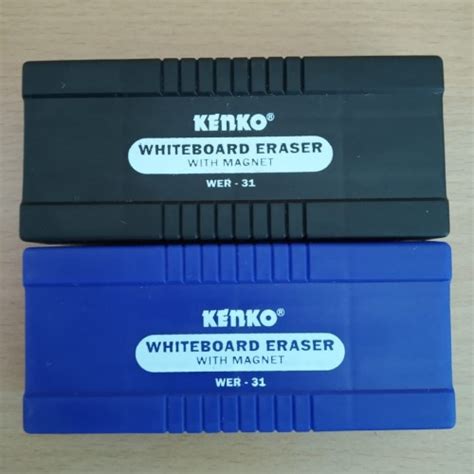 KENKO®
WHITEBOARD ERASER
WITH MAGNET
WER - 31
KENKO®
WHITEBOARD ERASER
WITH MAGNET
WER - 31